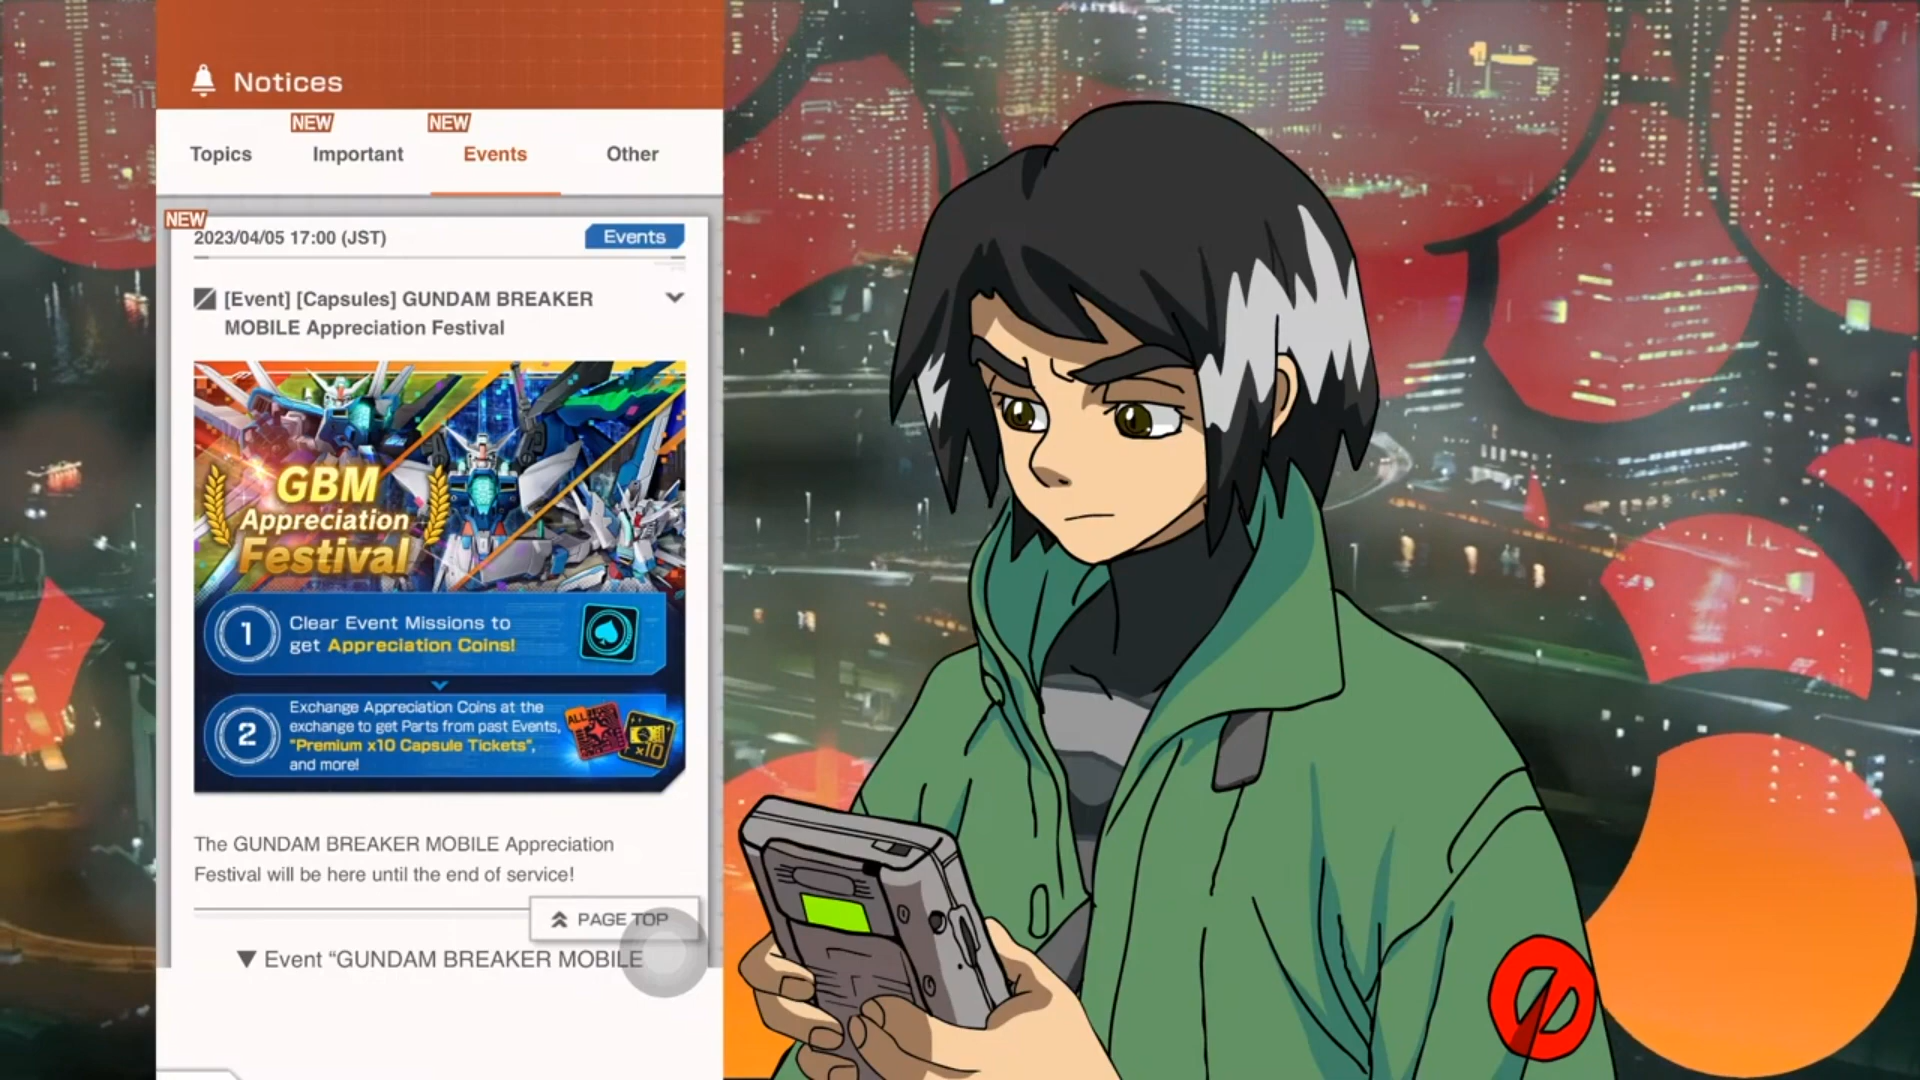 Notices
NEW
NEW
Topics
Important
Events
Other
NEW
2023/04/05 17:00 (JST)
Events
[Event] [Capsules] GUNDAM BREAKER
MOBILE Appreciation Festival
GBM
Appreciation
Festival
1
Clear Event Missions to
get Appreciation Coins!
2
Exchange Appreciation Coins at the
exchange to get Parts from past Events,
"Premium x10 Capsule Tickets",
and more!
ALL
x10
The GUNDAM BREAKER MOBILE Appreciation
Festival will be here until the end of service!
PAGE TOP
▼ Event “GUNDAM BREAKER MOBILE